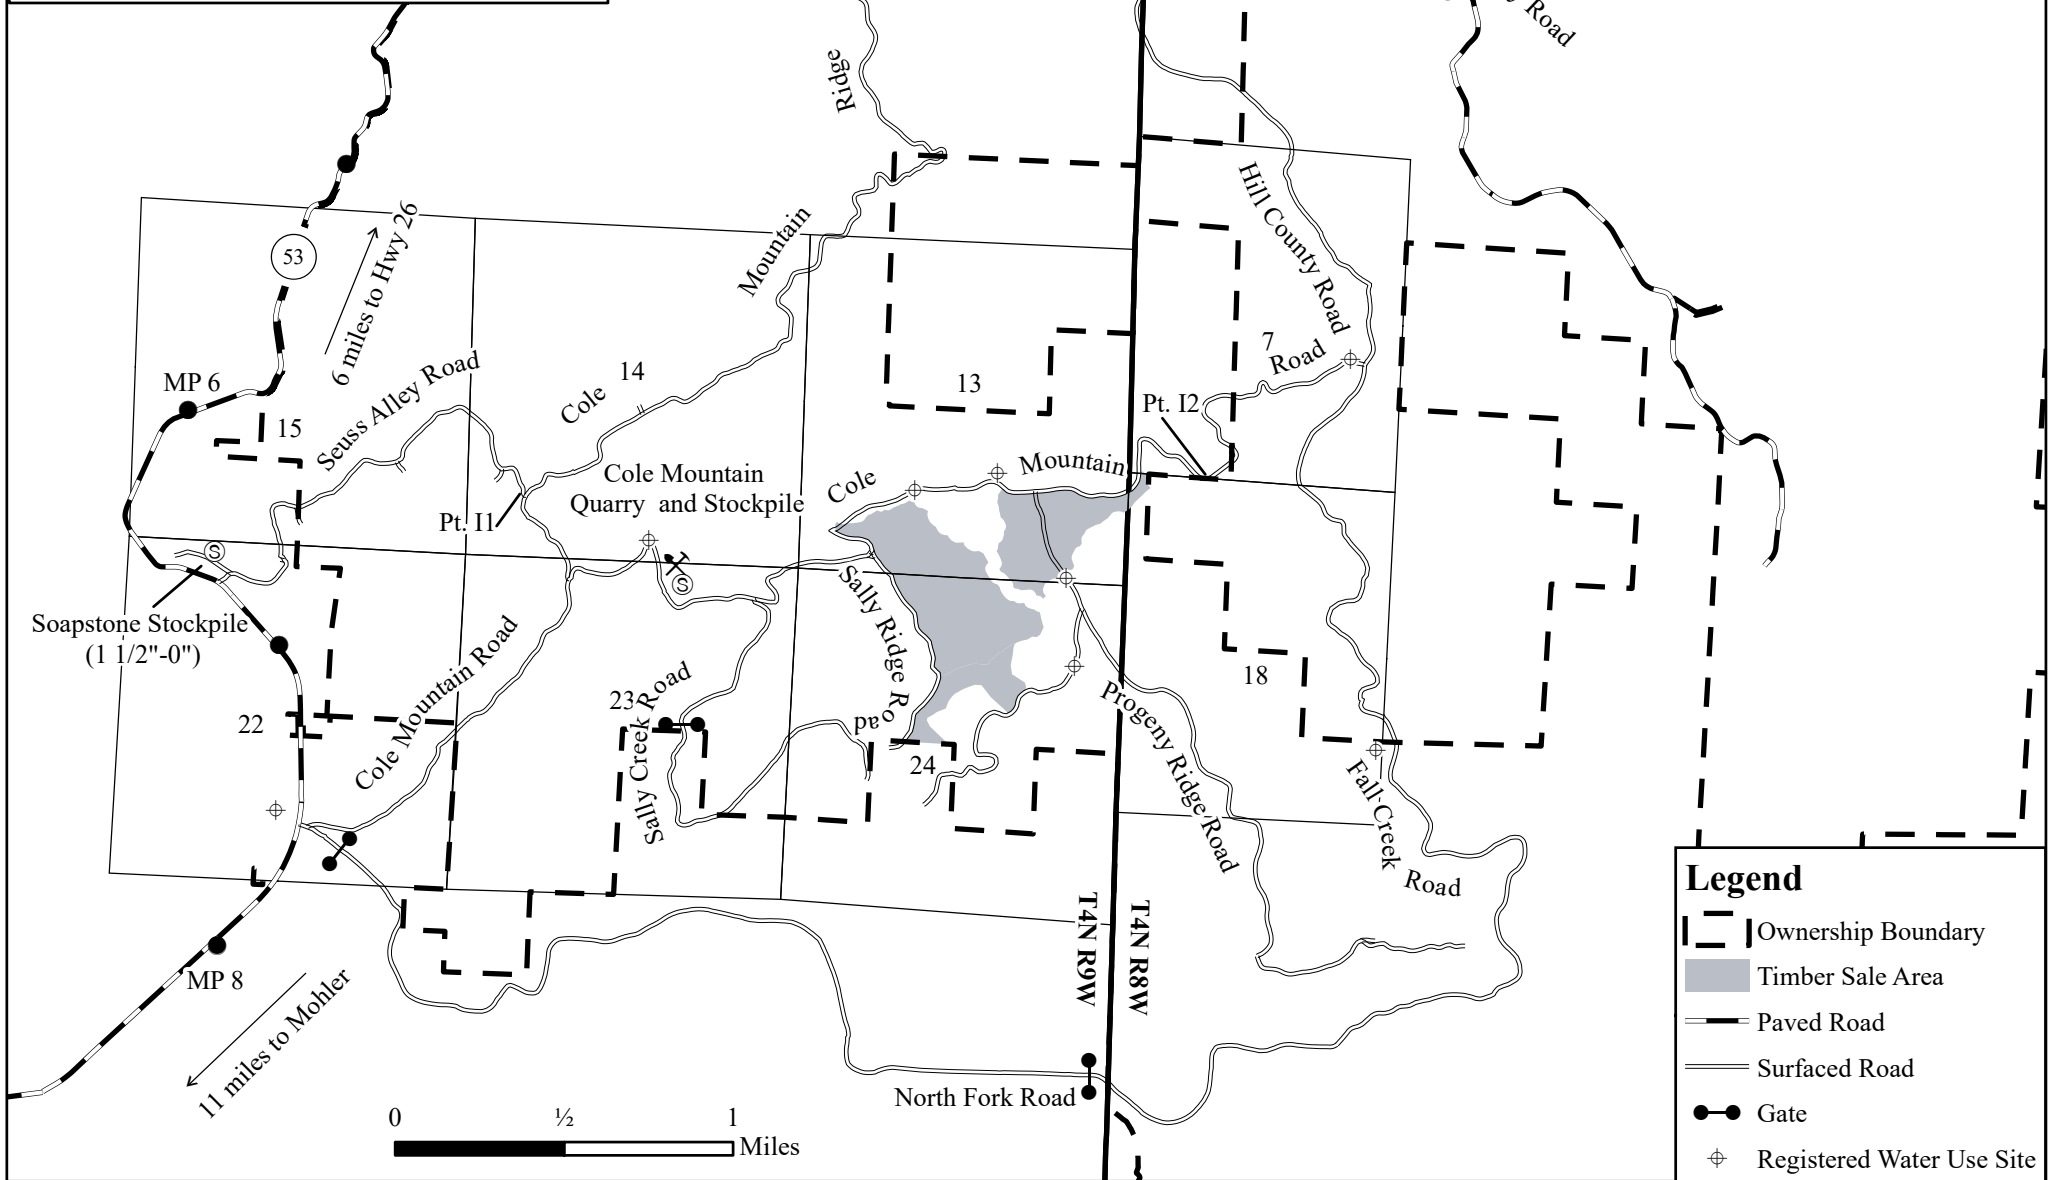 Road
Ridge
53
6 miles to Hwy 26
Mountain
Hill County Road
MP 6
15
Seuss Alley Road
Cole
14
13
7
Road
Pt. I2
Cole Mountain
Quarry and Stockpile
Cole
Mountain
Pt. I1
S
S
Soapstone Stockpile
(1 1/2"-0")
Sally Ridge Road
Cole Mountain Road
22
23
Sally Creek Road
24
18
Progeny Ridge Road
Fall Creek Road
T4N R9W
T4N R8W
MP 8
11 miles to Mohler
North Fork Road
0 ½ 1
Miles
Legend
Ownership Boundary
Timber Sale Area
Paved Road
Surfaced Road
Gate
Registered Water Use Site